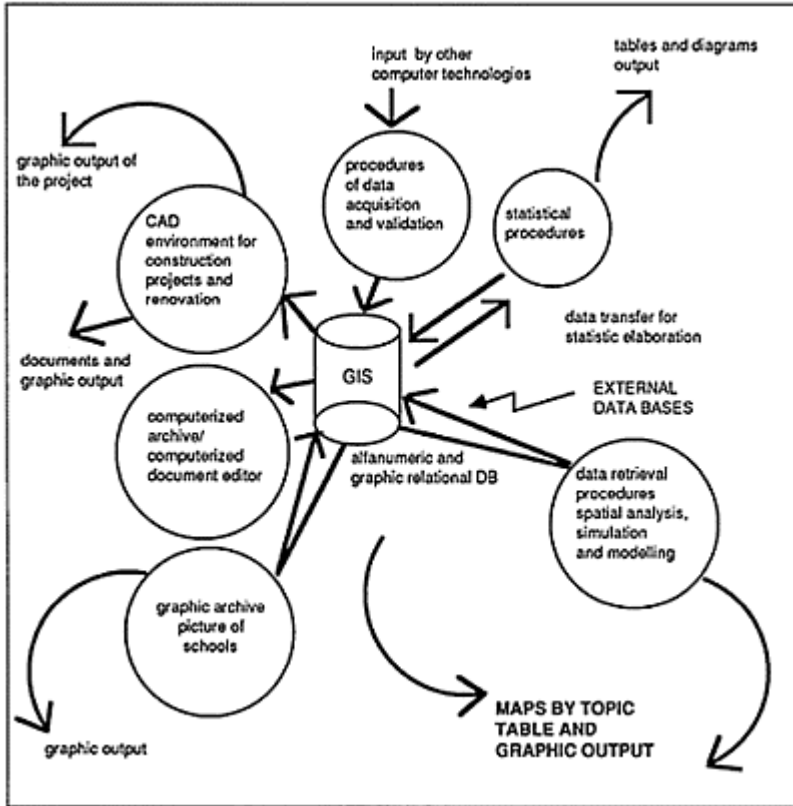 input by other
computer technologies
tables and diagrams
output
graphic output of
the project
procedures
of data
acquisition
and validation
statistical
procedures
CAD
environment for
construction
projects and
renovation
data transfer for
statistic elaboration
documents and
graphic output
GIS
EXTERNAL
DATA BASES
computerized
archive/
computerized
document editor
alfanumeric and
graphic relational DB
data retrieval
procedures
spatial analysis,
simulation
and modelling
graphic archive
picture of
schools
MAPS BY TOPIC
TABLE AND
GRAPHIC OUTPUT
graphic output